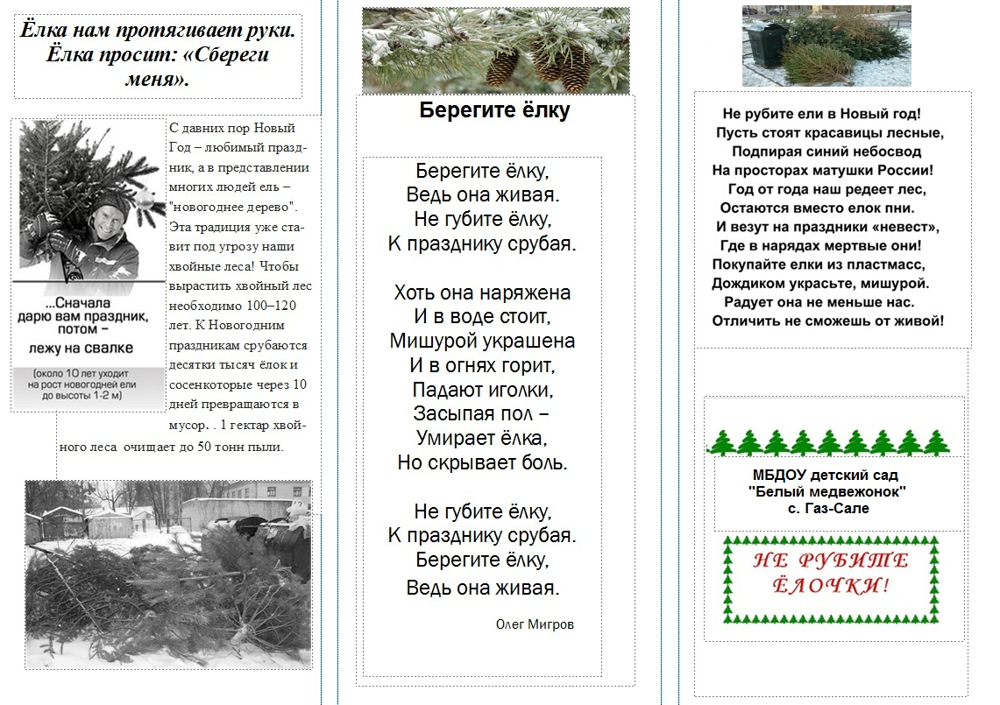 Ёлка нам протягивает руки.
Ёлка просит: «Сбереги
меня».
...Сначала
дарю вам праздник,
потом –
лежу на свалке
(около 10 лет уходит
на рост новогодней ели
до высоты 1-2 м)
С давних пор Новый
Год – любимый празд-
ник, а в представлении
многих людей ель –
"новогоднее дерево".
Эта традиция уже ста-
вит под угрозу наши
хвойные леса! Чтобы
вырастить хвойный лес
необходимо 100–120
лет. К Новогодним
праздникам срубаются
десятки тысяч ёлок и
сосенкоторые через 10
дней превращаются в
мусор. . 1 гектар хвой-
ного леса очищает до 50 тонн пыли.
Берегите ёлку
Берегите ёлку,
Ведь она живая.
Не губите ёлку,
К празднику срубая.
Хоть она наряжена
И в воде стоит,
Мишурой украшена
И в огнях горит,
Падают иголки,
Засыпая пол –
Умирает ёлка,
Но скрывает боль.
Не губите ёлку,
К празднику срубая.
Берегите ёлку,
Ведь она живая.
Олег Мигров
Не рубите ели в Новый год!
Пусть стоят красавицы лесные,
Подпирая синий небосвод
На просторах матушки России!
Год от года наш редеет лес,
Остаются вместо елок пни.
И везут на праздники «невест»,
Где в нарядах мертвые они!
Покупайте елки из пластмасс,
Дождиком украсьте, мишурой.
Радует она не меньше нас.
Отличить не сможешь от живой!
МБДОУ детский сад
"Белый медвежонок"
с. Газ-Сале
НЕ РУБИТЕ
ЁЛОЧКИ!